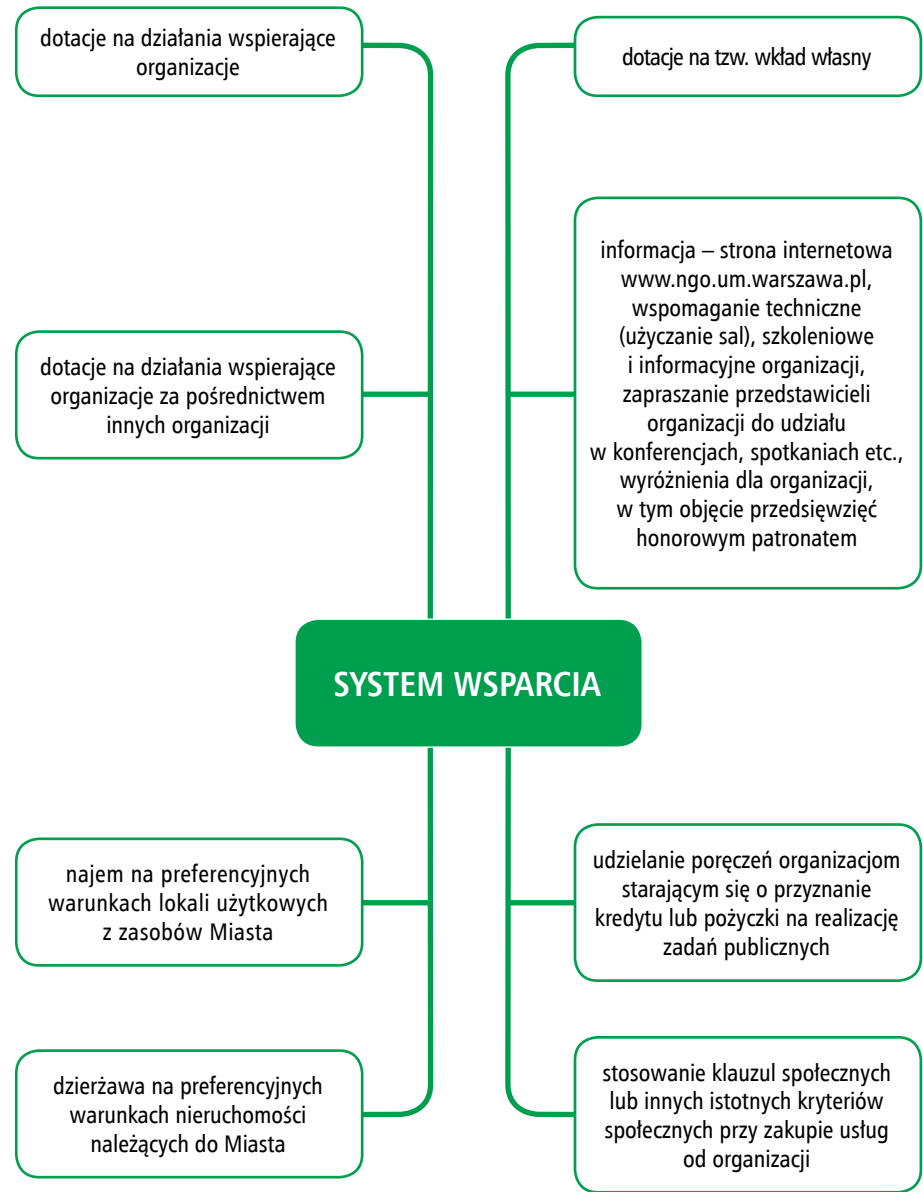 dotacje na działania wspierające
organizacje
dotacje na tzw. wkład własny
dotacje na działania wspierające
organizacje za pośrednictwem
innych organizacji
informacja – strona internetowa
www.ngo.um.warszawa.pl,
wspomaganie techniczne
(użyczanie sal), szkoleniowe
i informacyjne organizacji,
zapraszanie przedstawicieli
organizacji do udziału
w konferencjach, spotkaniach etc.,
wyróżnienia dla organizacji,
w tym objęcie przedsięwzięć
honorowym patronatem
SYSTEM WSPARCIA
najem na preferencyjnych
warunkach lokali użytkowych
z zasobów Miasta
udzielanie poręczeń organizacjom
starającym się o przyznanie
kredytu lub pożyczki na realizację
zadań publicznych
dzierżawa na preferencyjnych
warunkach nieruchomości
należących do Miasta
stosowanie klauzul społecznych
lub innych istotnych kryteriów
społecznych przy zakupie usług
od organizacji